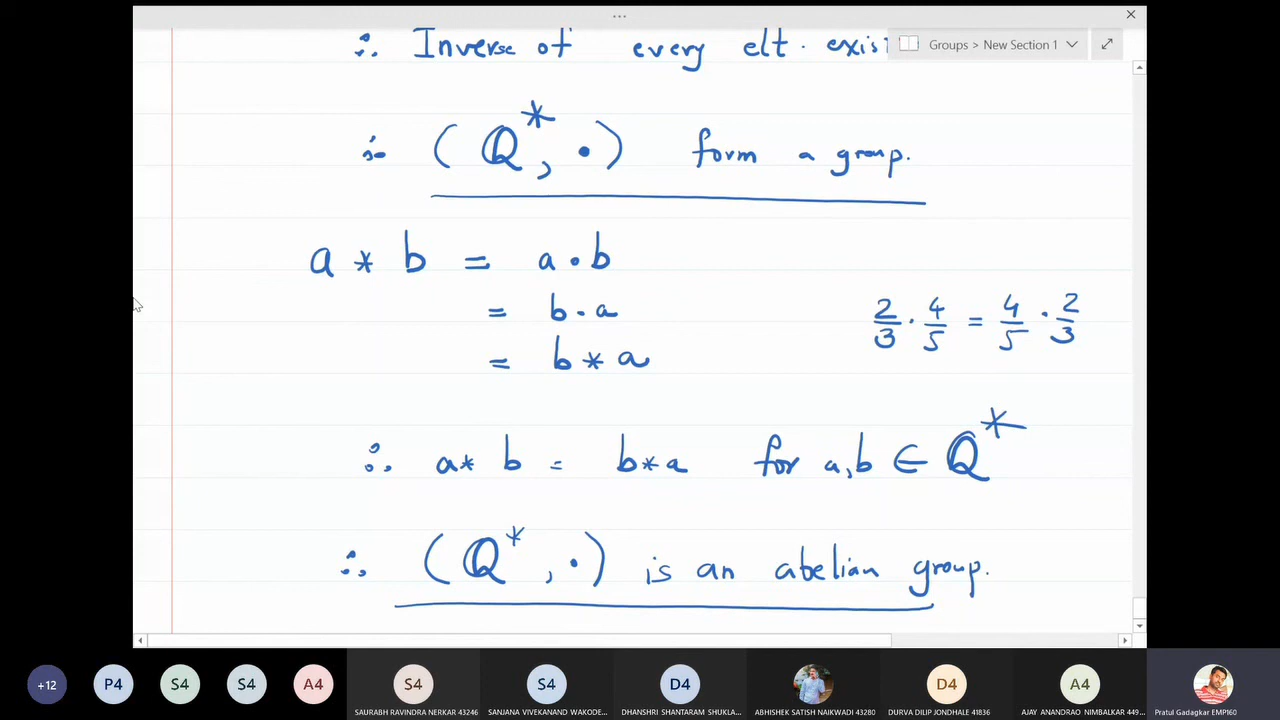 ∴ Inverse of every elt. exis
Groups > New Section 1
∴ (ℚ*, •) form a group.
a * b = a • b
= b • a
= b * a
2/3 · 4/5 = 4/5 · 2/3
∴ a * b = b * a for a, b ∈ ℚ*
∴ (ℚ*, •) is an abelian group.
+12 P4 S4 S4 A4 S4 S4 D4 D4 A4
SAURABH RAVINDRA NERKAR 43246 SANJANA VIVEKANAND WAKODE... DHANSHRI SHANTARAM SHUKLA... ABHISHEK SATISH NAIKWADI 43280 DURVA DILIP JONDHALE 41836 AJAY ANANDRAO NIMBALKAR 449... Pratul Gadagkar EMP160